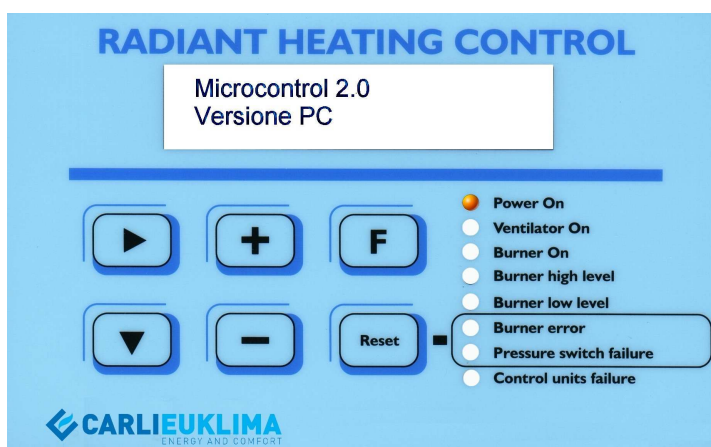 RADIANT HEATING CONTROL
Microcontrol 2.0
Versione PC
F
Reset
Power On
Ventilator On
Burner On
Burner high level
Burner low level
Burner error
Pressure switch failure
Control units failure
CARLIEUKLIMA
ENERGY AND COMFORT